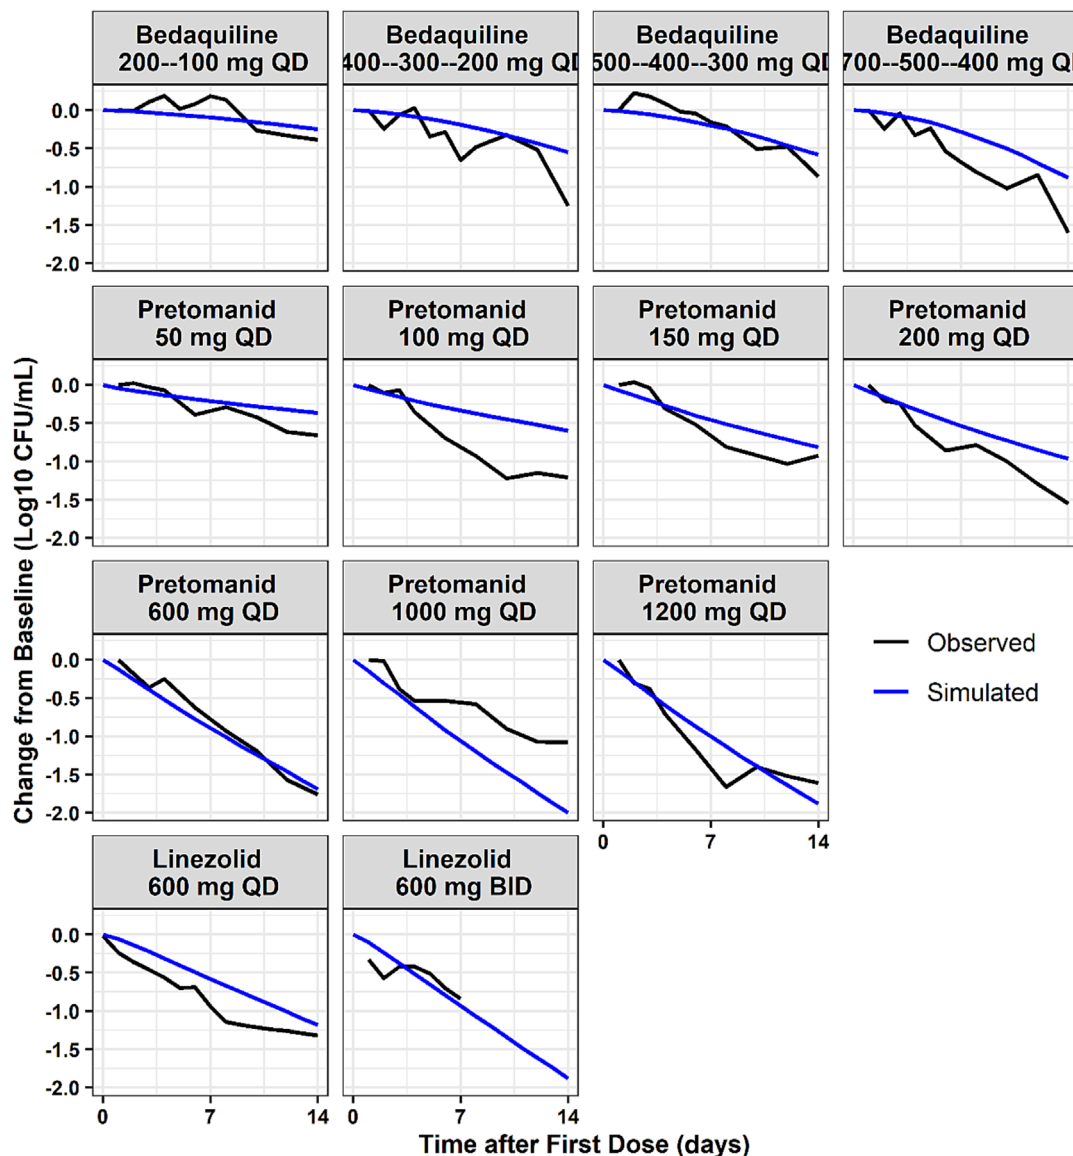 Bedaquiline
200--100 mg QD
Bedaquiline
400--300--200 mg QD
Bedaquiline
500--400--300 mg QD
Bedaquiline
700--500--400 mg QD
0.0
-0.5
-1.0
-1.5
-2.0
Pretomanid
50 mg QD
Pretomanid
100 mg QD
Pretomanid
150 mg QD
Pretomanid
200 mg QD
0.0
-0.5
-1.0
-1.5
-2.0
Change from Baseline (Log10 CFU/mL)
Pretomanid
600 mg QD
Pretomanid
1000 mg QD
Pretomanid
1200 mg QD
0.0
-0.5
-1.0
-1.5
-2.0
0 7 14
Observed
Simulated
Linezolid
600 mg QD
Linezolid
600 mg BID
0.0
-0.5
-1.0
-1.5
-2.0
0 7 14
0 7 14
Time after First Dose (days)